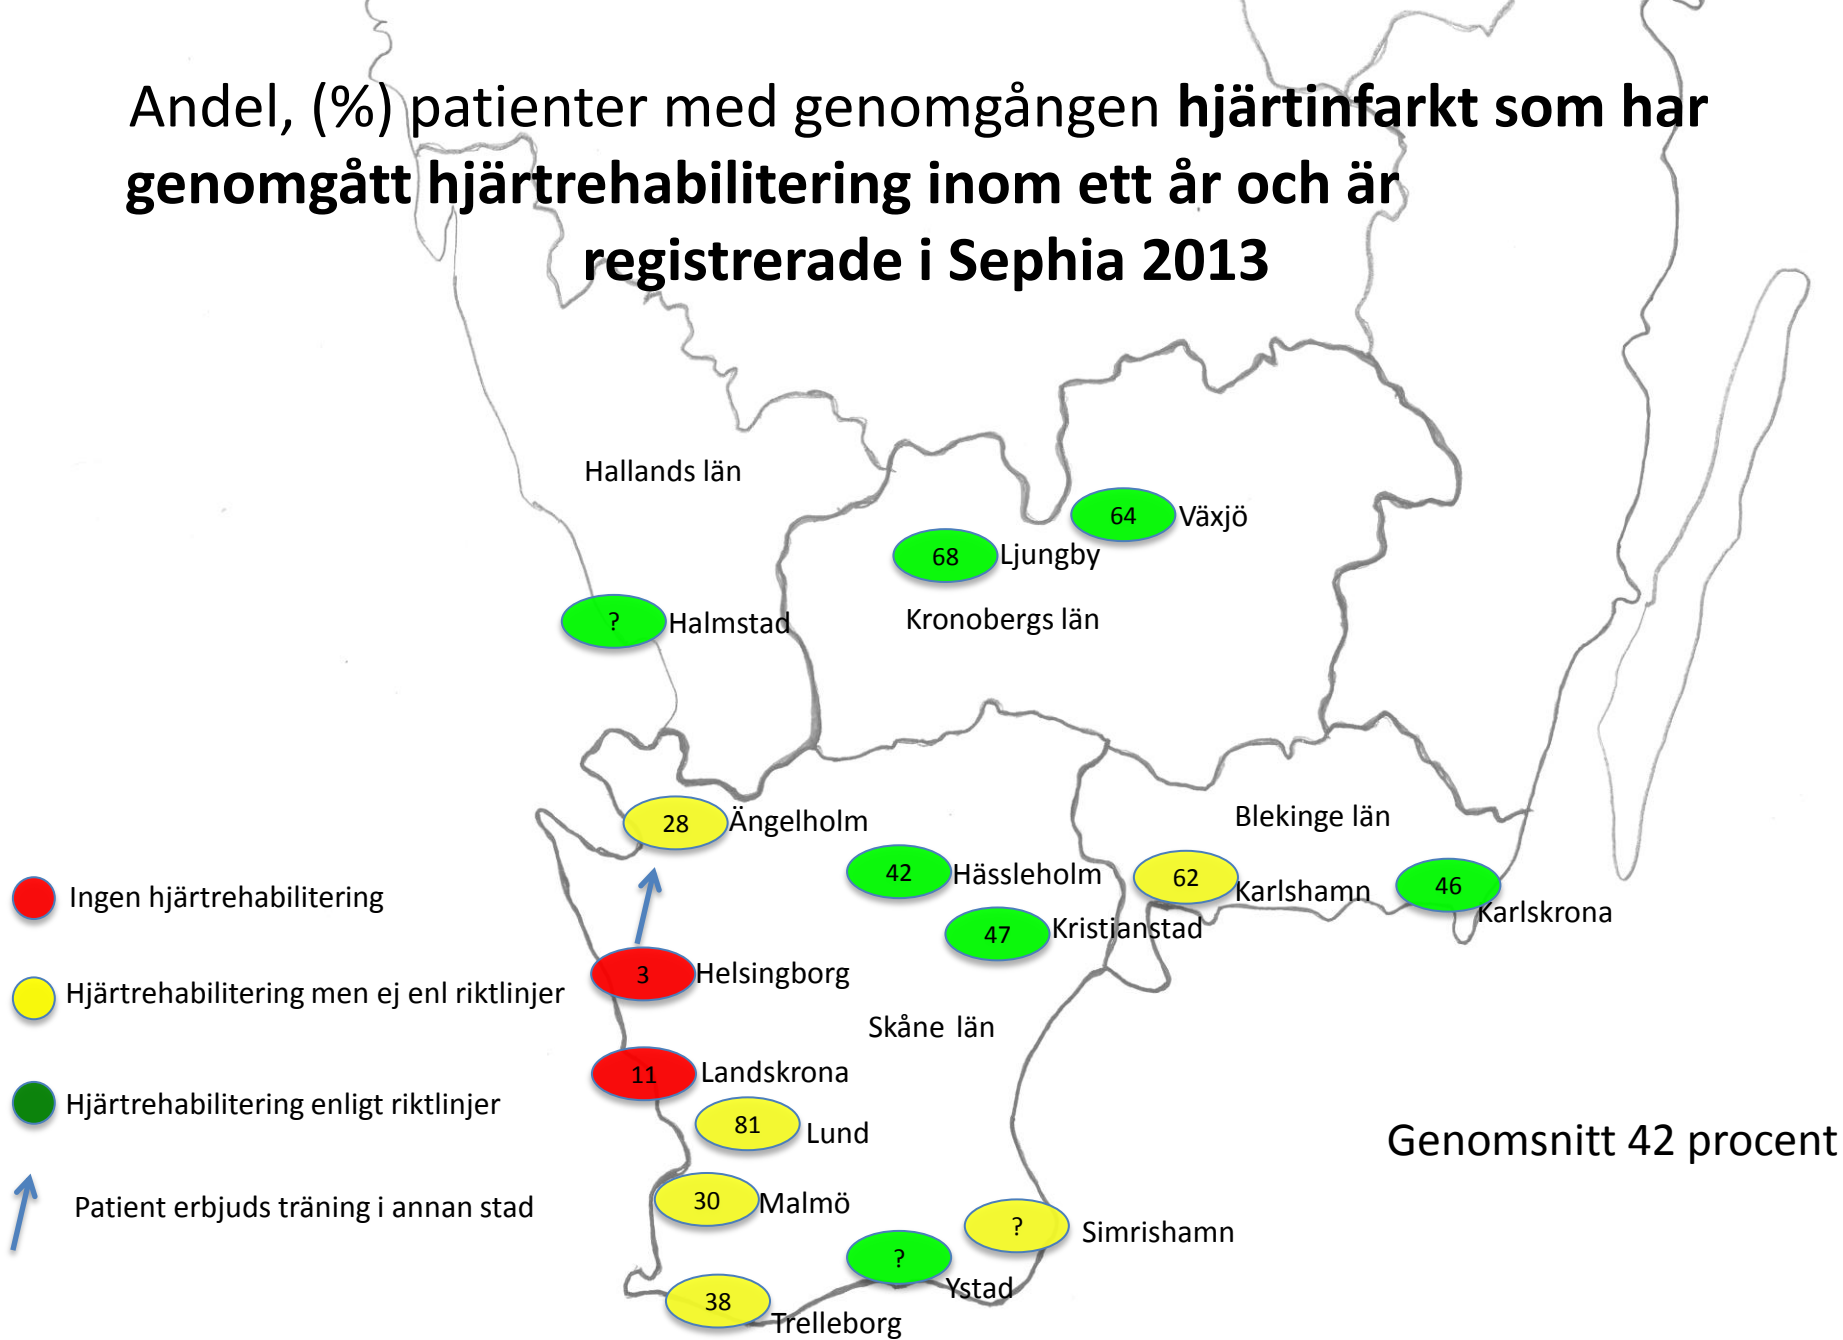 Andel, (%) patienter med genomgången hjärtinfarkt som har
genomgått hjärtrehabilitering inom ett år och är
registrerade i Sephia 2013
Hallands län
64 Växjö
68 Ljungby
Kronobergs län
? Halmstad
28 Ängelholm
Blekinge län
42 Hässleholm
62 Karlshamn
46 Karlskrona
Ingen hjärtrehabilitering
47 Kristianstad
3 Helsingborg
Hjärtrehabilitering men ej enl riktlinjer
Skåne län
11 Landskrona
Hjärtrehabilitering enligt riktlinjer
81 Lund
Genomsnitt 42 procent
30 Malmö
Patient erbjuds träning i annan stad
? Simrishamn
? Ystad
38 Trelleborg